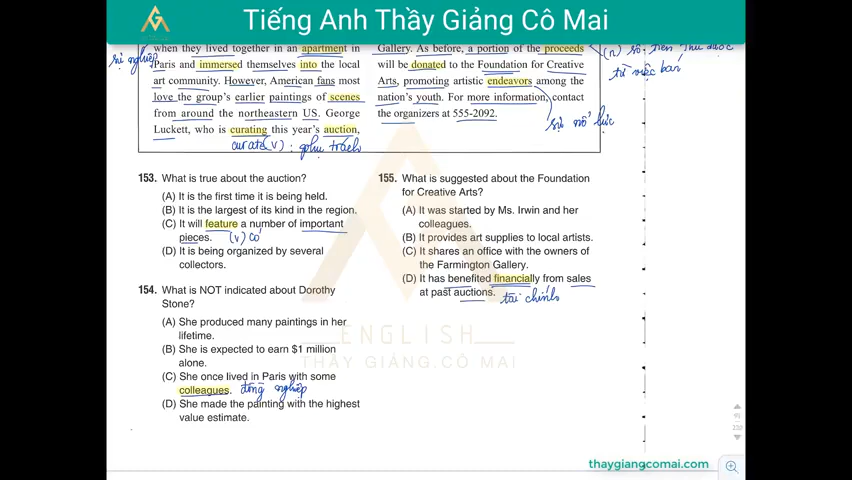 Tiếng Anh Thầy Giảng Cô Mai
when they lived together in an apartment in
sự nghiệp
Paris and immersed themselves into the local
art community. However, American fans most
love the group's earlier paintings of scenes
from around the northeastern US. George
Luckett, who is curating this year's auction,
curate(v) : phụ trách
Gallery. As before, a portion of the proceeds
(n) số tiền thu được
từ việc bán
will be donated to the Foundation for Creative
Arts, promoting artistic endeavors among the
nation's youth. For more information, contact
the organizers at 555-2092.
sự nỗ lực
153. What is true about the auction?
(A) It is the first time it is being held.
(B) It is the largest of its kind in the region.
(C) It will feature a number of important
pieces. (v) có
(D) It is being organized by several
collectors.
154. What is NOT indicated about Dorothy
Stone?
(A) She produced many paintings in her
lifetime.
(B) She is expected to earn $1 million
alone.
(C) She once lived in Paris with some
colleagues. đồng nghiệp
(D) She made the painting with the highest
value estimate.
155. What is suggested about the Foundation
for Creative Arts?
(A) It was started by Ms. Irwin and her
colleagues.
(B) It provides art supplies to local artists.
(C) It shares an office with the owners of
the Farmington Gallery.
(D) It has benefited financially from sales
at past auctions. tài chính
ENGLISH
THẦY GIẢNG.CÔ MAI
thaygiangcomai.com